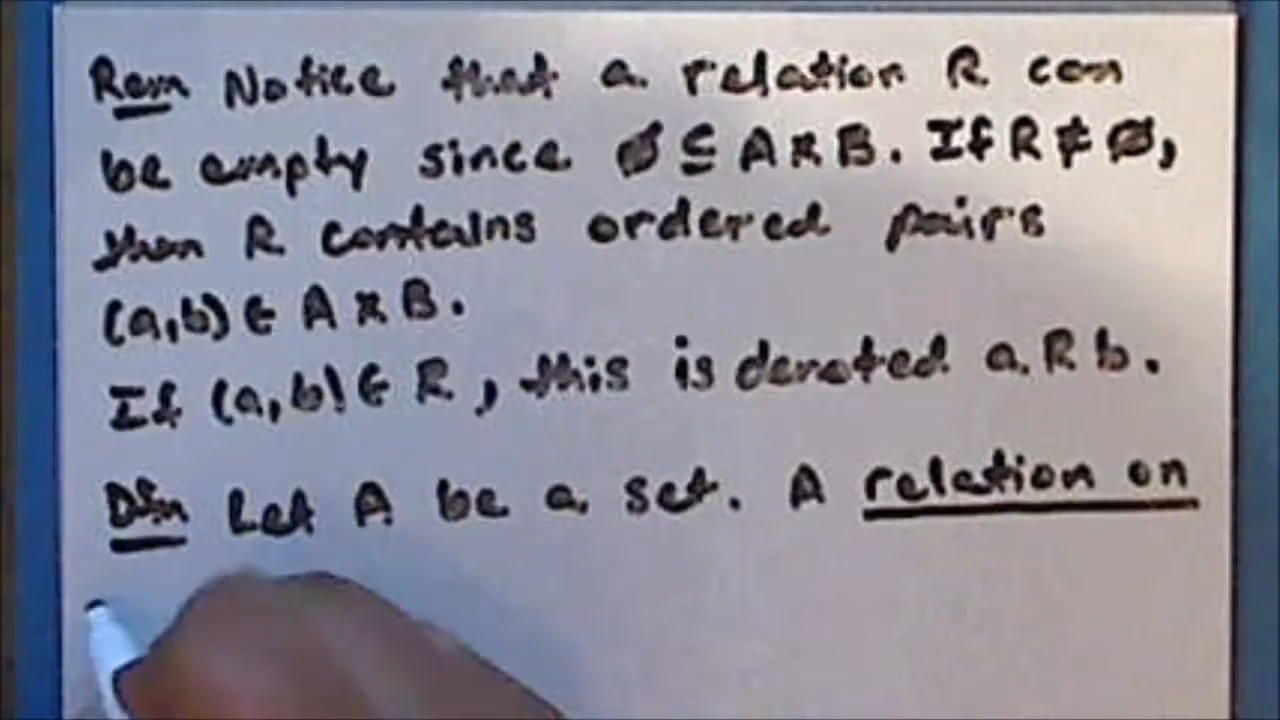 Rem Notice that a relation R can
be empty since ∅ ⊆ A × B. If R ≠ ∅,
then R contains ordered pairs
(a,b) ∈ A × B.
If (a,b) ∈ R, this is denoted a R b.
Dfn Let A be a set. A relation on